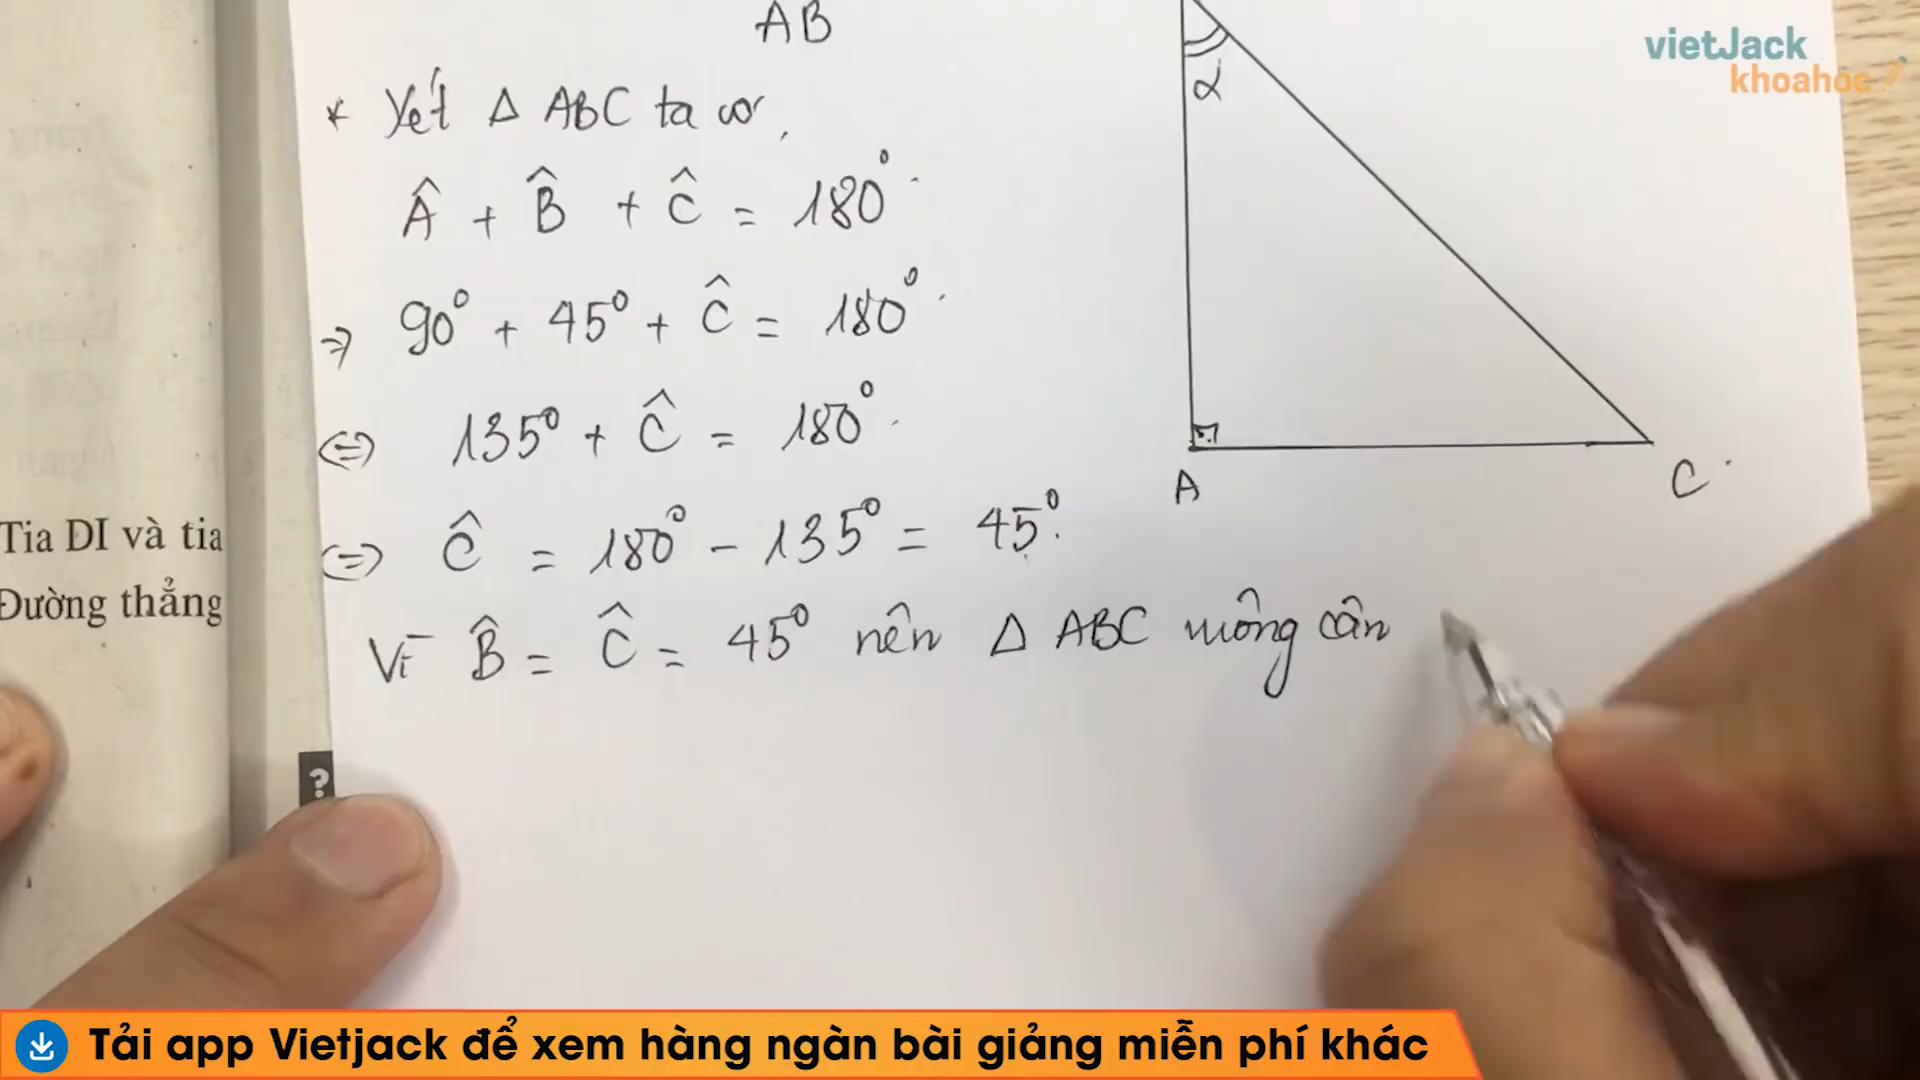 AB
* Xét Δ ABC ta có
Â + B̂ + Ĉ = 180°
=> 90° + 45° + Ĉ = 180°
<=> 135° + Ĉ = 180°
<=> Ĉ = 180° - 135° = 45°.
Vì B̂ = Ĉ = 45° nên Δ ABC vuông cân
α
A
C
vietJack
khoahoc
Tia DI và tia
Đường thẳng
?
Tải app Vietjack để xem hàng ngàn bài giảng miễn phí khác